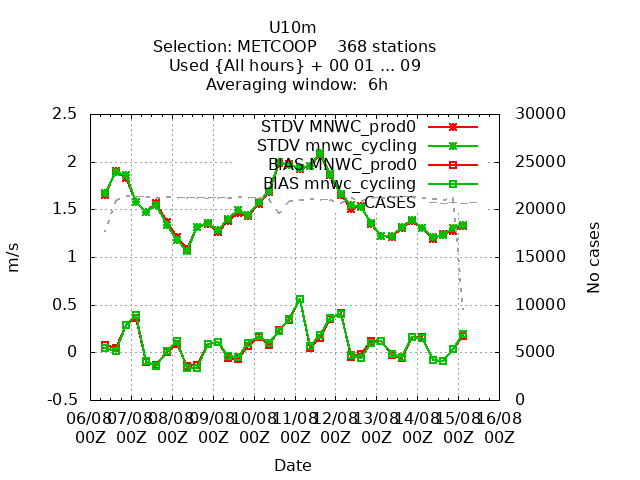 U10m
Selection: METCOOP    368 stations
Used {All hours} + 00 01 ... 09
Averaging window:  6h
2.5
2
1.5
1
0.5
0
-0.5
m/s
30000
25000
20000
15000
10000
5000
0
No cases
STDV MNWC_prod0
STDV mnwc_cycling
BIAS MNWC_prod0
BIAS mnwc_cycling
CASES
06/08 07/08 08/08 09/08 10/08 11/08 12/08 13/08 14/08 15/08 16/08
00Z 00Z 00Z 00Z 00Z 00Z 00Z 00Z 00Z 00Z 00Z
Date